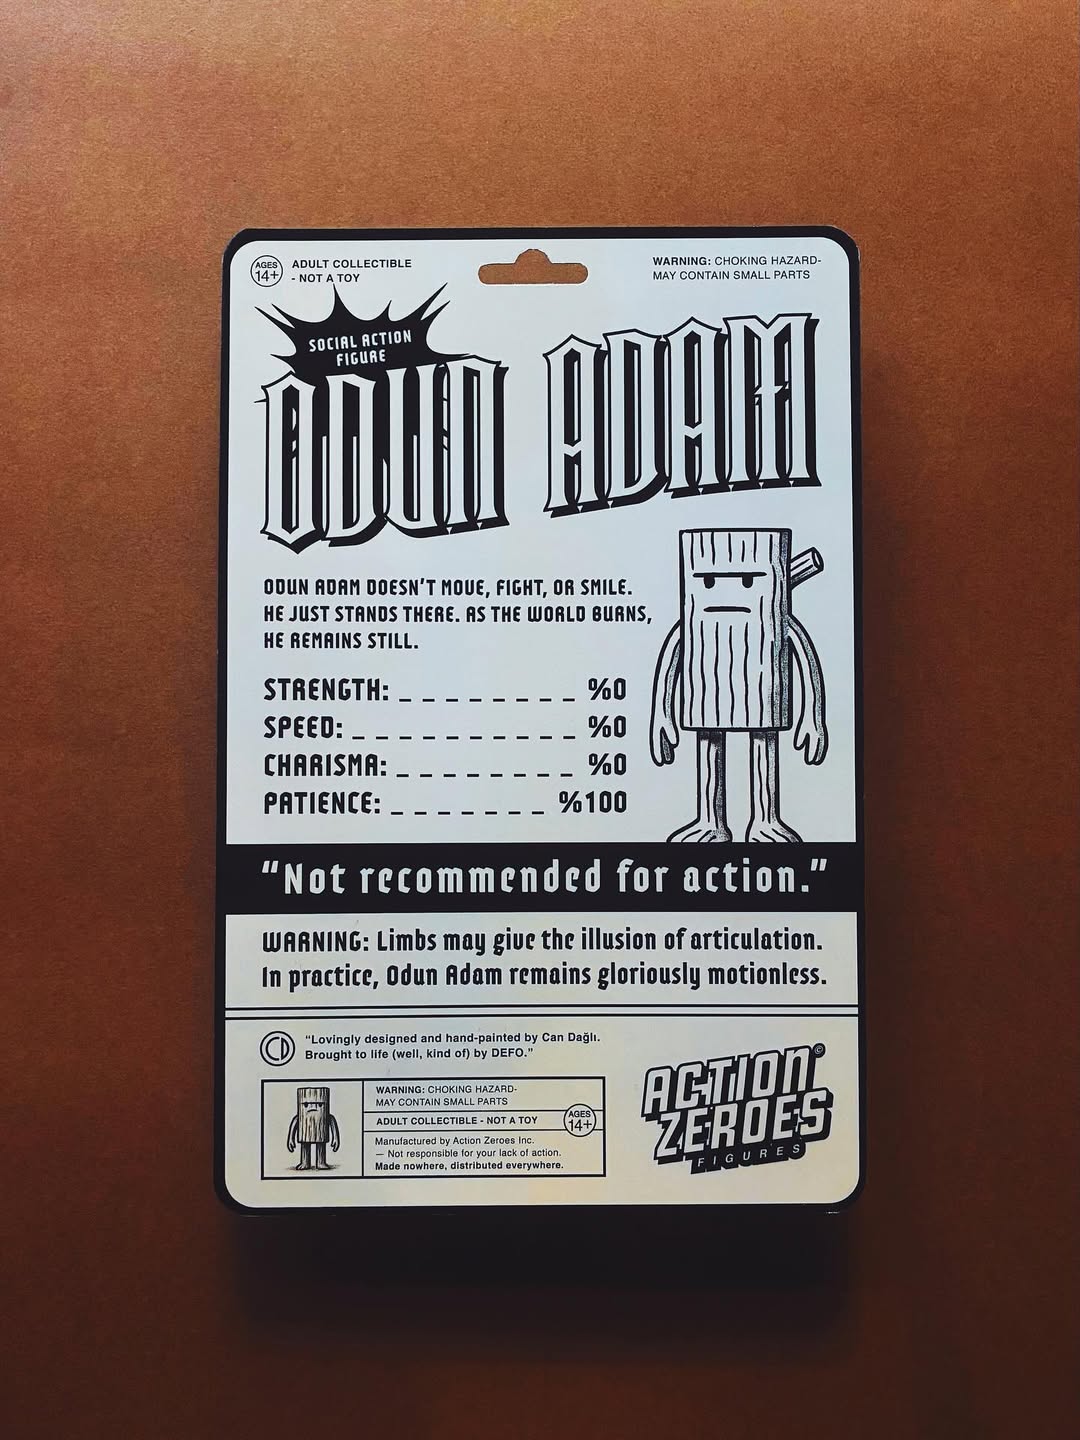 AGES
14+
ADULT COLLECTIBLE
- NOT A TOY
WARNING: CHOKING HAZARD-
MAY CONTAIN SMALL PARTS
SOCIAL ACTION
FIGURE
ODUN ADAM
ODUN ADAM DOESN'T MOVE, FIGHT, OR SMILE.
HE JUST STANDS THERE. AS THE WORLD BURNS,
HE REMAINS STILL.
STRENGTH: _ _ _ _ _ _ _ _ %0
SPEED: _ _ _ _ _ _ _ _ _ _ %0
CHARISMA: _ _ _ _ _ _ _ _ %0
PATIENCE: _ _ _ _ _ _ _ %100
“Not recommended for action.”
WARNING: Limbs may give the illusion of articulation.
In practice, Odun Adam remains gloriously motionless.
CD
“Lovingly designed and hand-painted by Can Dağlı.
Brought to life (well, kind of) by DEFO.”
WARNING: CHOKING HAZARD-
MAY CONTAIN SMALL PARTS
ADULT COLLECTIBLE - NOT A TOY
AGES
14+
Manufactured by Action Zeroes Inc.
— Not responsible for your lack of action.
Made nowhere, distributed everywhere.
ACTION ©
ZEROES
FIGURES